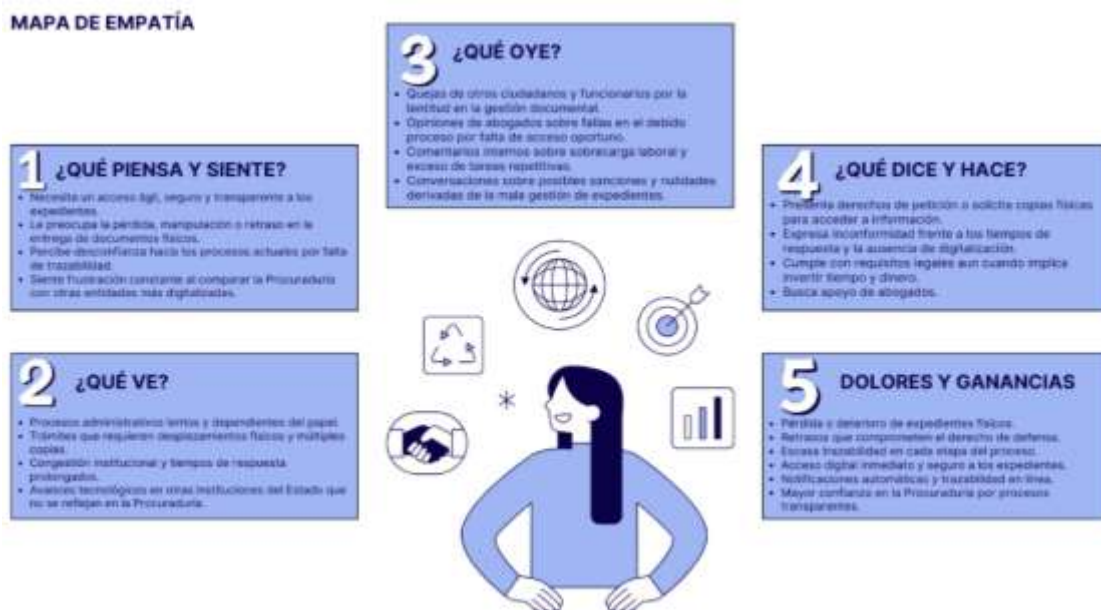 MAPA DE EMPATÍA
1 ¿QUÉ PIENSA Y SIENTE?
• Necesita un acceso ágil, seguro y transparente a los
expedientes.
• Le preocupa la pérdida, manipulación o retraso en la
entrega de documentos físicos.
• Percibe desconfianza hacia los procesos actuales por falta
de trazabilidad.
• Siente frustración constante al comparar la Procuraduría
con otras entidades más digitalizadas.
2 ¿QUÉ VE?
• Procesos administrativos lentos y dependientes del papel.
• Trámites que requieren desplazamientos físicos y múltiples
copias.
• Congestión institucional y tiempos de respuesta
prolongados.
• Avances tecnológicos en otras instituciones del Estado que
no se reflejan en la Procuraduría.
3 ¿QUÉ OYE?
• Quejas de otros ciudadanos y funcionarios por la
lentitud en la gestión documental.
• Opiniones de abogados sobre fallas en el debido
proceso por falta de acceso oportuno.
• Comentarios internos sobre sobrecarga laboral y
exceso de tareas repetitivas.
• Conversaciones sobre posibles sanciones y nulidades
derivadas de la mala gestión de expedientes.
4 ¿QUÉ DICE Y HACE?
• Presenta derechos de petición o solicita copias físicas
para acceder a información.
• Expresa inconformidad frente a los tiempos de
respuesta y la ausencia de digitalización.
• Cumple con requisitos legales aun cuando implica
invertir tiempo y dinero.
• Busca apoyo de abogados.
5 DOLORES Y GANANCIAS
• Pérdida o deterioro de expedientes físicos.
• Retrasos que comprometen el derecho de defensa.
• Escasa trazabilidad en cada etapa del proceso.
• Acceso digital inmediato y seguro a los expedientes.
• Notificaciones automáticas y trazabilidad en línea.
• Mayor confianza en la Procuraduría por procesos
transparentes.